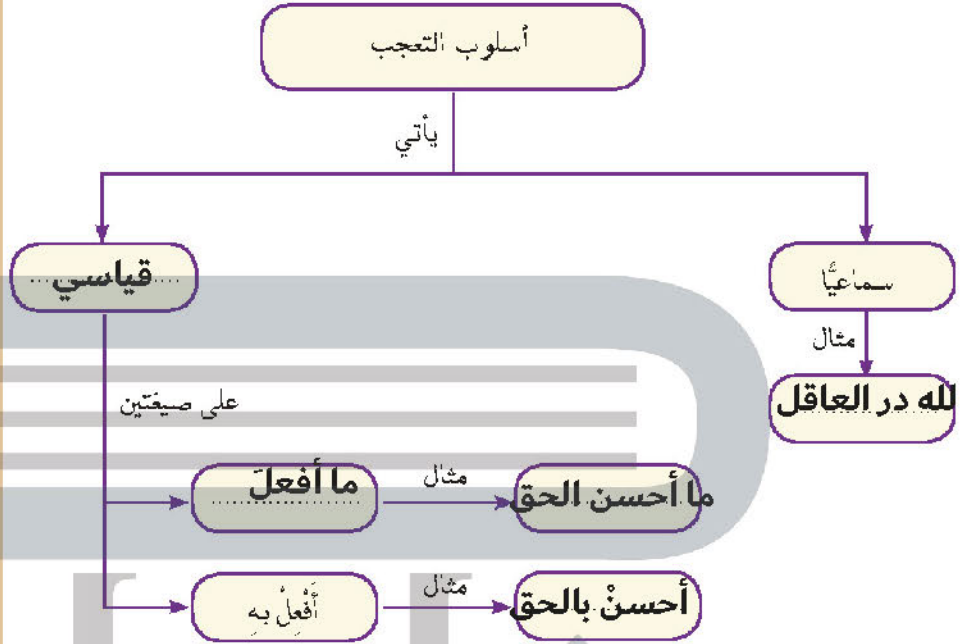 أسلوب التعجب
يأتي
سماعيًّا
قياسي
مثال
لله در العاقل
على صيغتين
ما أفعلَ
مثال
ما أحسن الحق
أَفْعِلْ بِهِ
مثال
أحسنْ بالحق